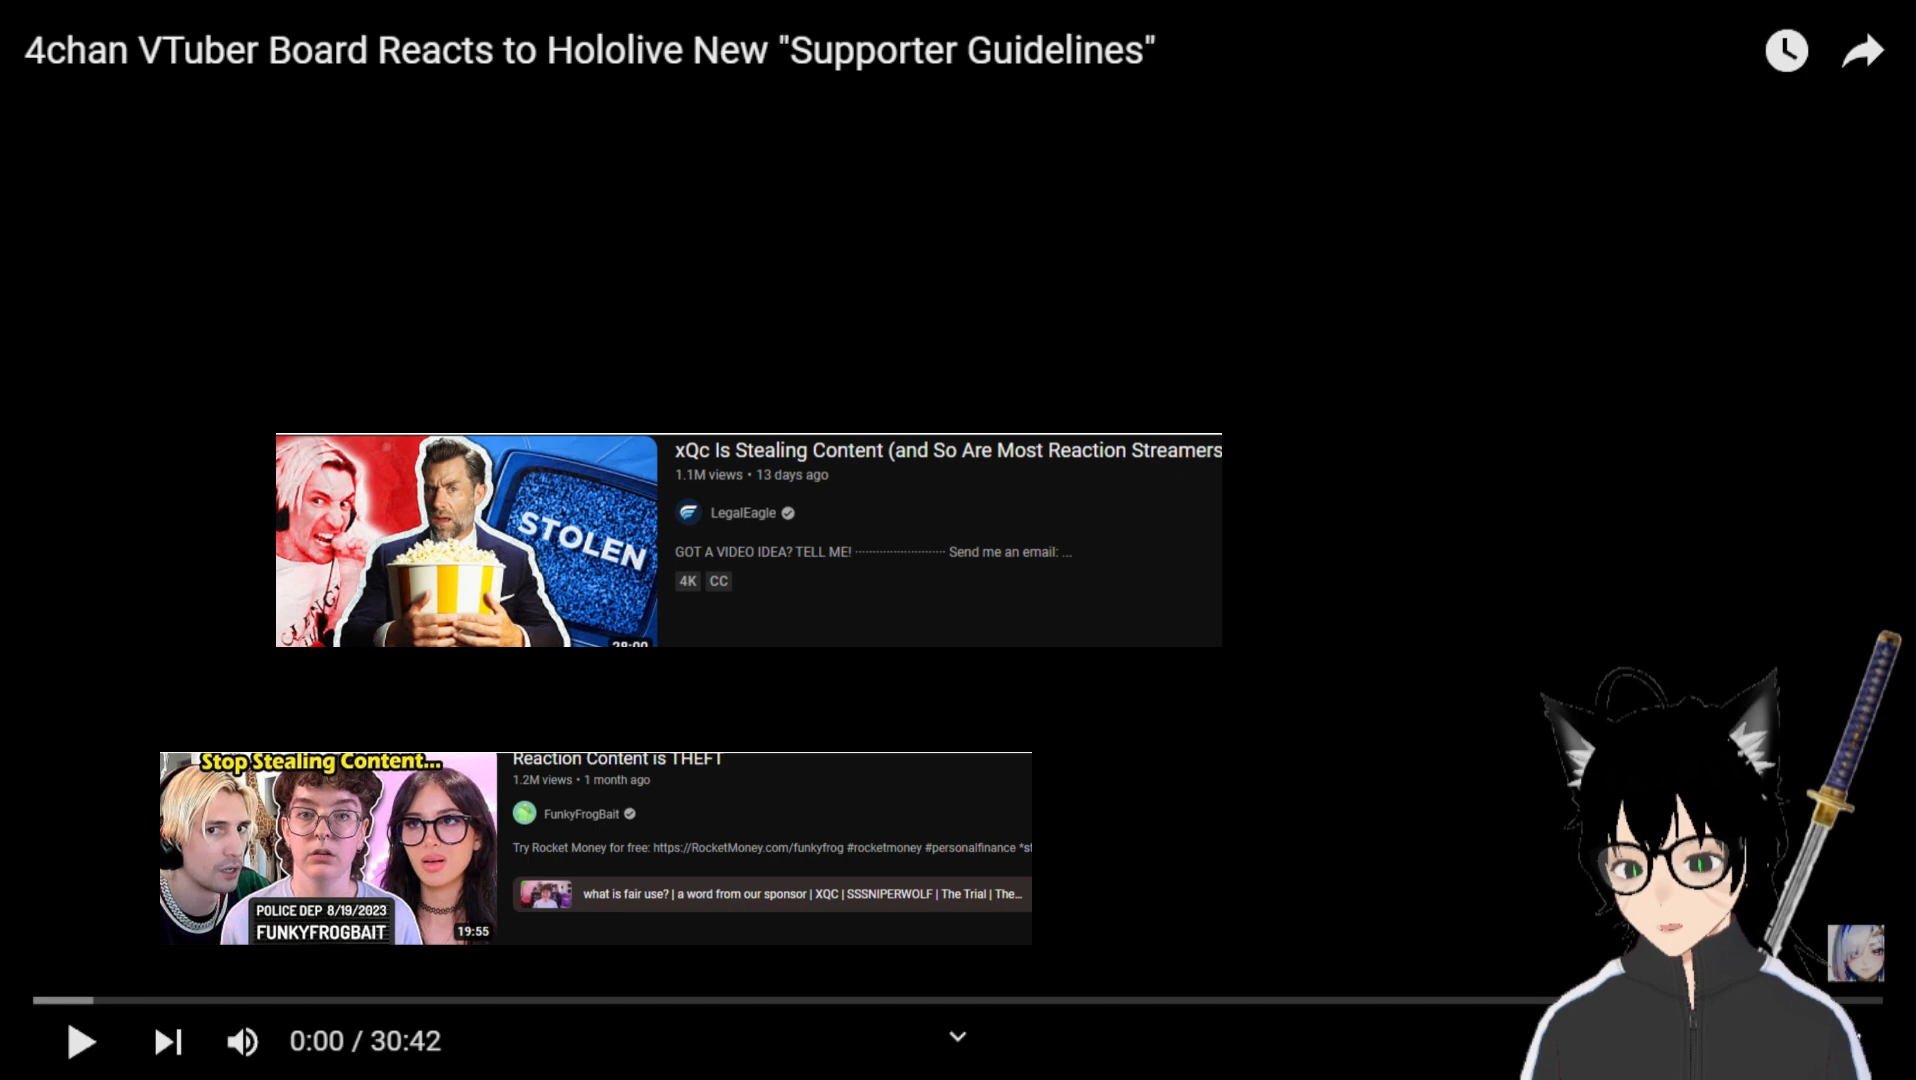 4chan VTuber Board Reacts to Hololive New "Supporter Guidelines"
STOLEN
28:00
xQc Is Stealing Content (and So Are Most Reaction Streamers
1.1M views • 13 days ago
LegalEagle
GOT A VIDEO IDEA? TELL ME! ------------------------- Send me an email: ...
4K CC
Stop Stealing Content...
POLICE DEP 8/19/2023
FUNKYFROGBAIT
19:55
Reaction Content is THEFT
1.2M views • 1 month ago
FunkyFrogBait
Try Rocket Money for free: https://RocketMoney.com/funkyfrog #rocketmoney #personalfinance
what is fair use? | a word from our sponsor | XQC | SSSNIPERWOLF | The Trial | The...
0:00 / 30:42